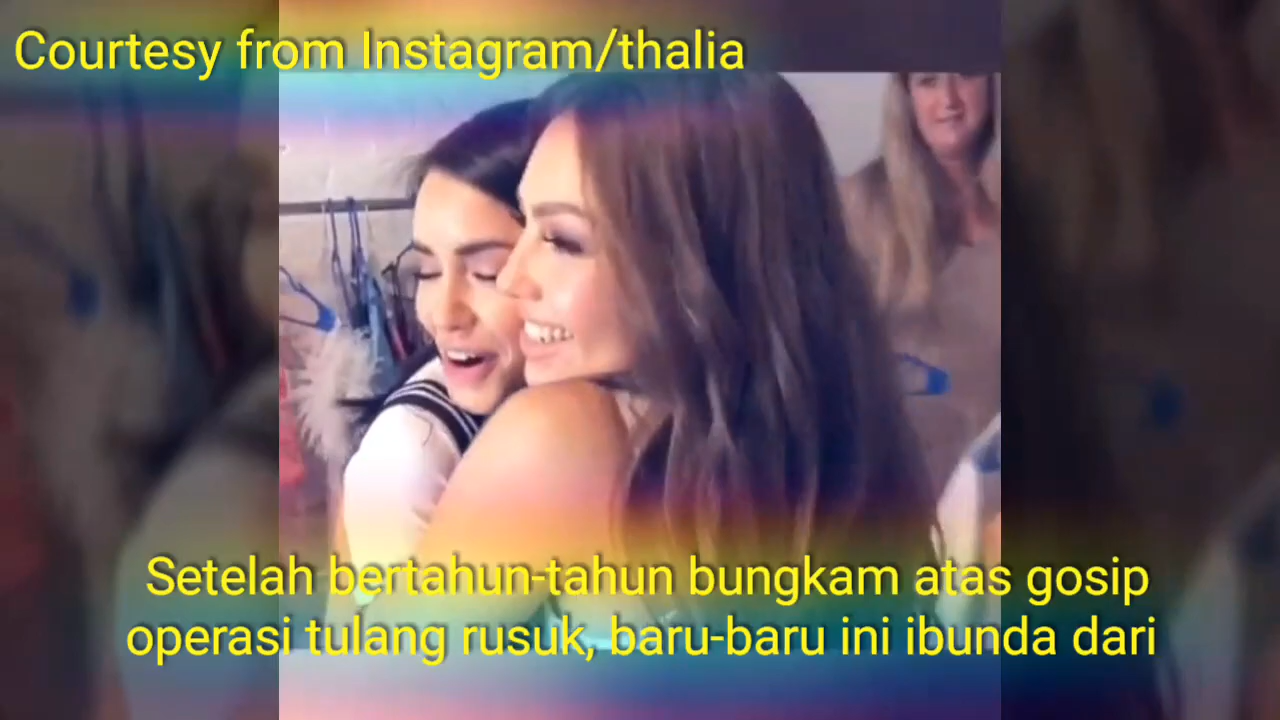 Courtesy from Instagram/thalia
Setelah bertahun-tahun bungkam atas gosip
operasi tulang rusuk, baru-baru ini ibunda dari